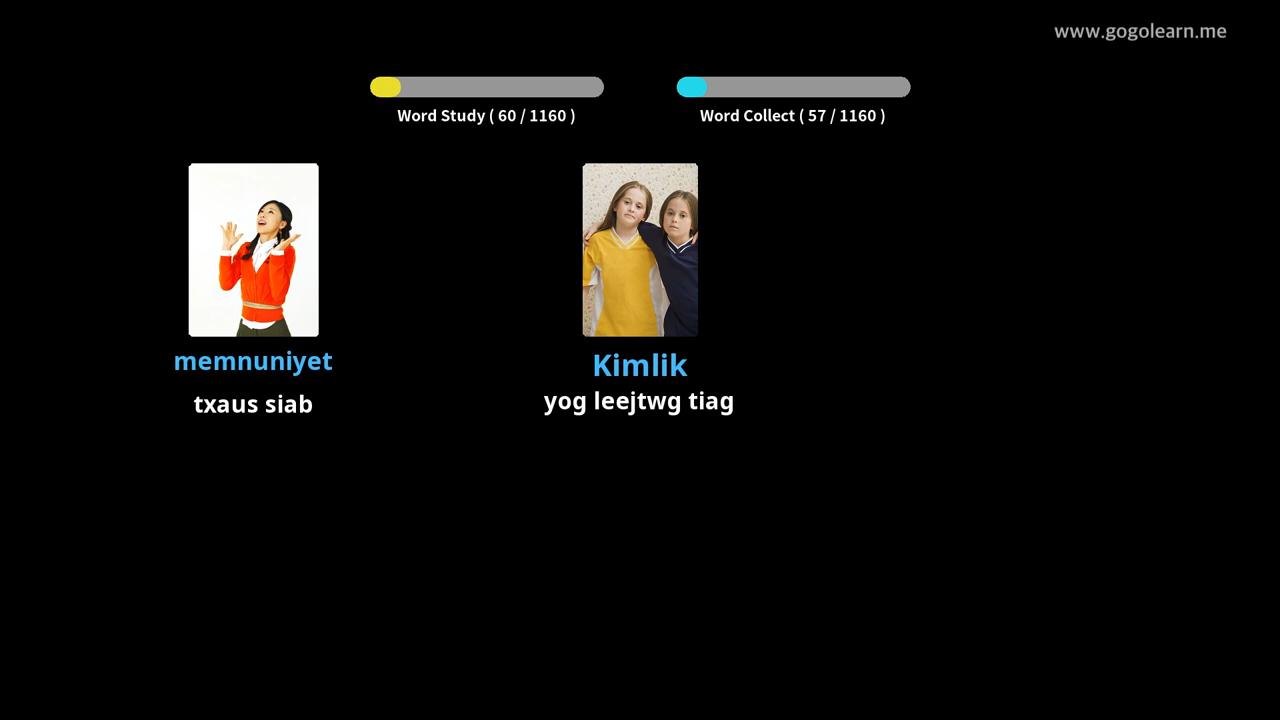 www.gogolearn.me
Word Study ( 60 / 1160 )
Word Collect ( 57 / 1160 )
memnuniyet
txaus siab
Kimlik
yog leejtwg tiag